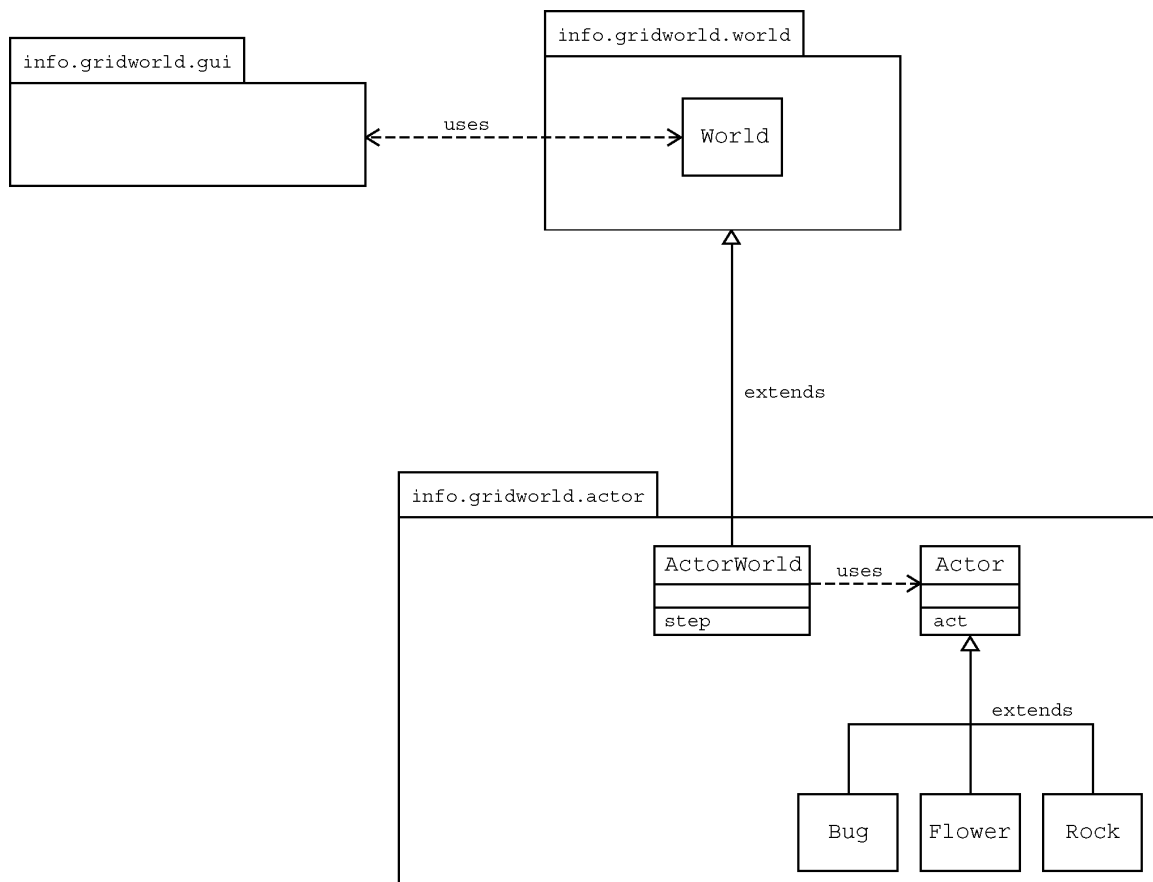 info.gridworld.gui
info.gridworld.world
uses
World
extends
info.gridworld.actor
ActorWorld
step
uses
Actor
act
extends
Bug
Flower
Rock